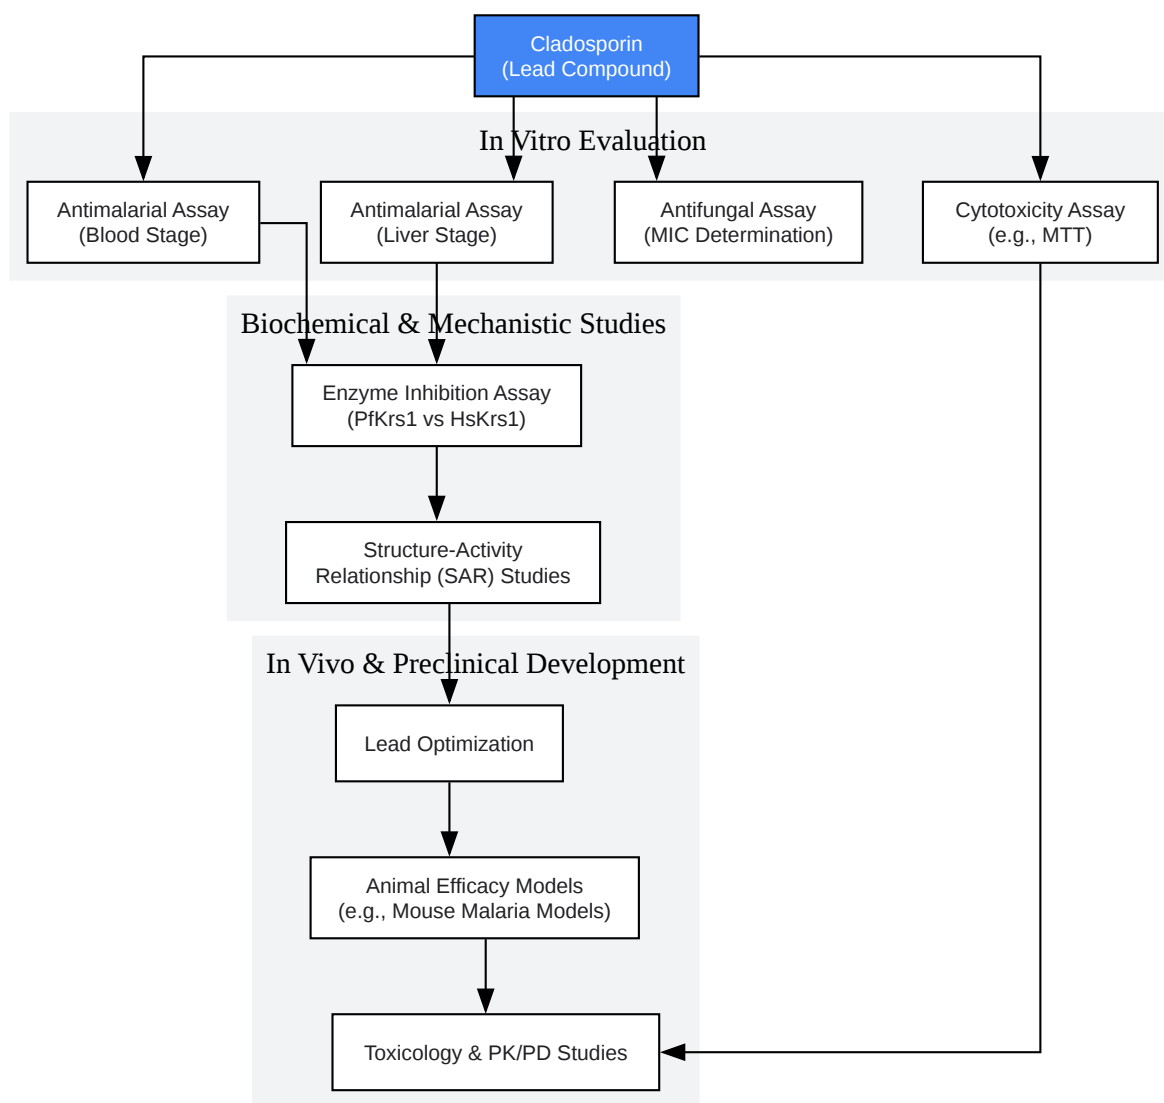 Cladosporin
(Lead Compound)
In Vitro Evaluation
Antimalarial Assay
(Blood Stage)
Antimalarial Assay
(Liver Stage)
Antifungal Assay
(MIC Determination)
Cytotoxicity Assay
(e.g., MTT)
Biochemical & Mechanistic Studies
Enzyme Inhibition Assay
(PfKrs1 vs HsKrs1)
Structure-Activity
Relationship (SAR) Studies
In Vivo & Preclinical Development
Lead Optimization
Animal Efficacy Models
(e.g., Mouse Malaria Models)
Toxicology & PK/PD Studies